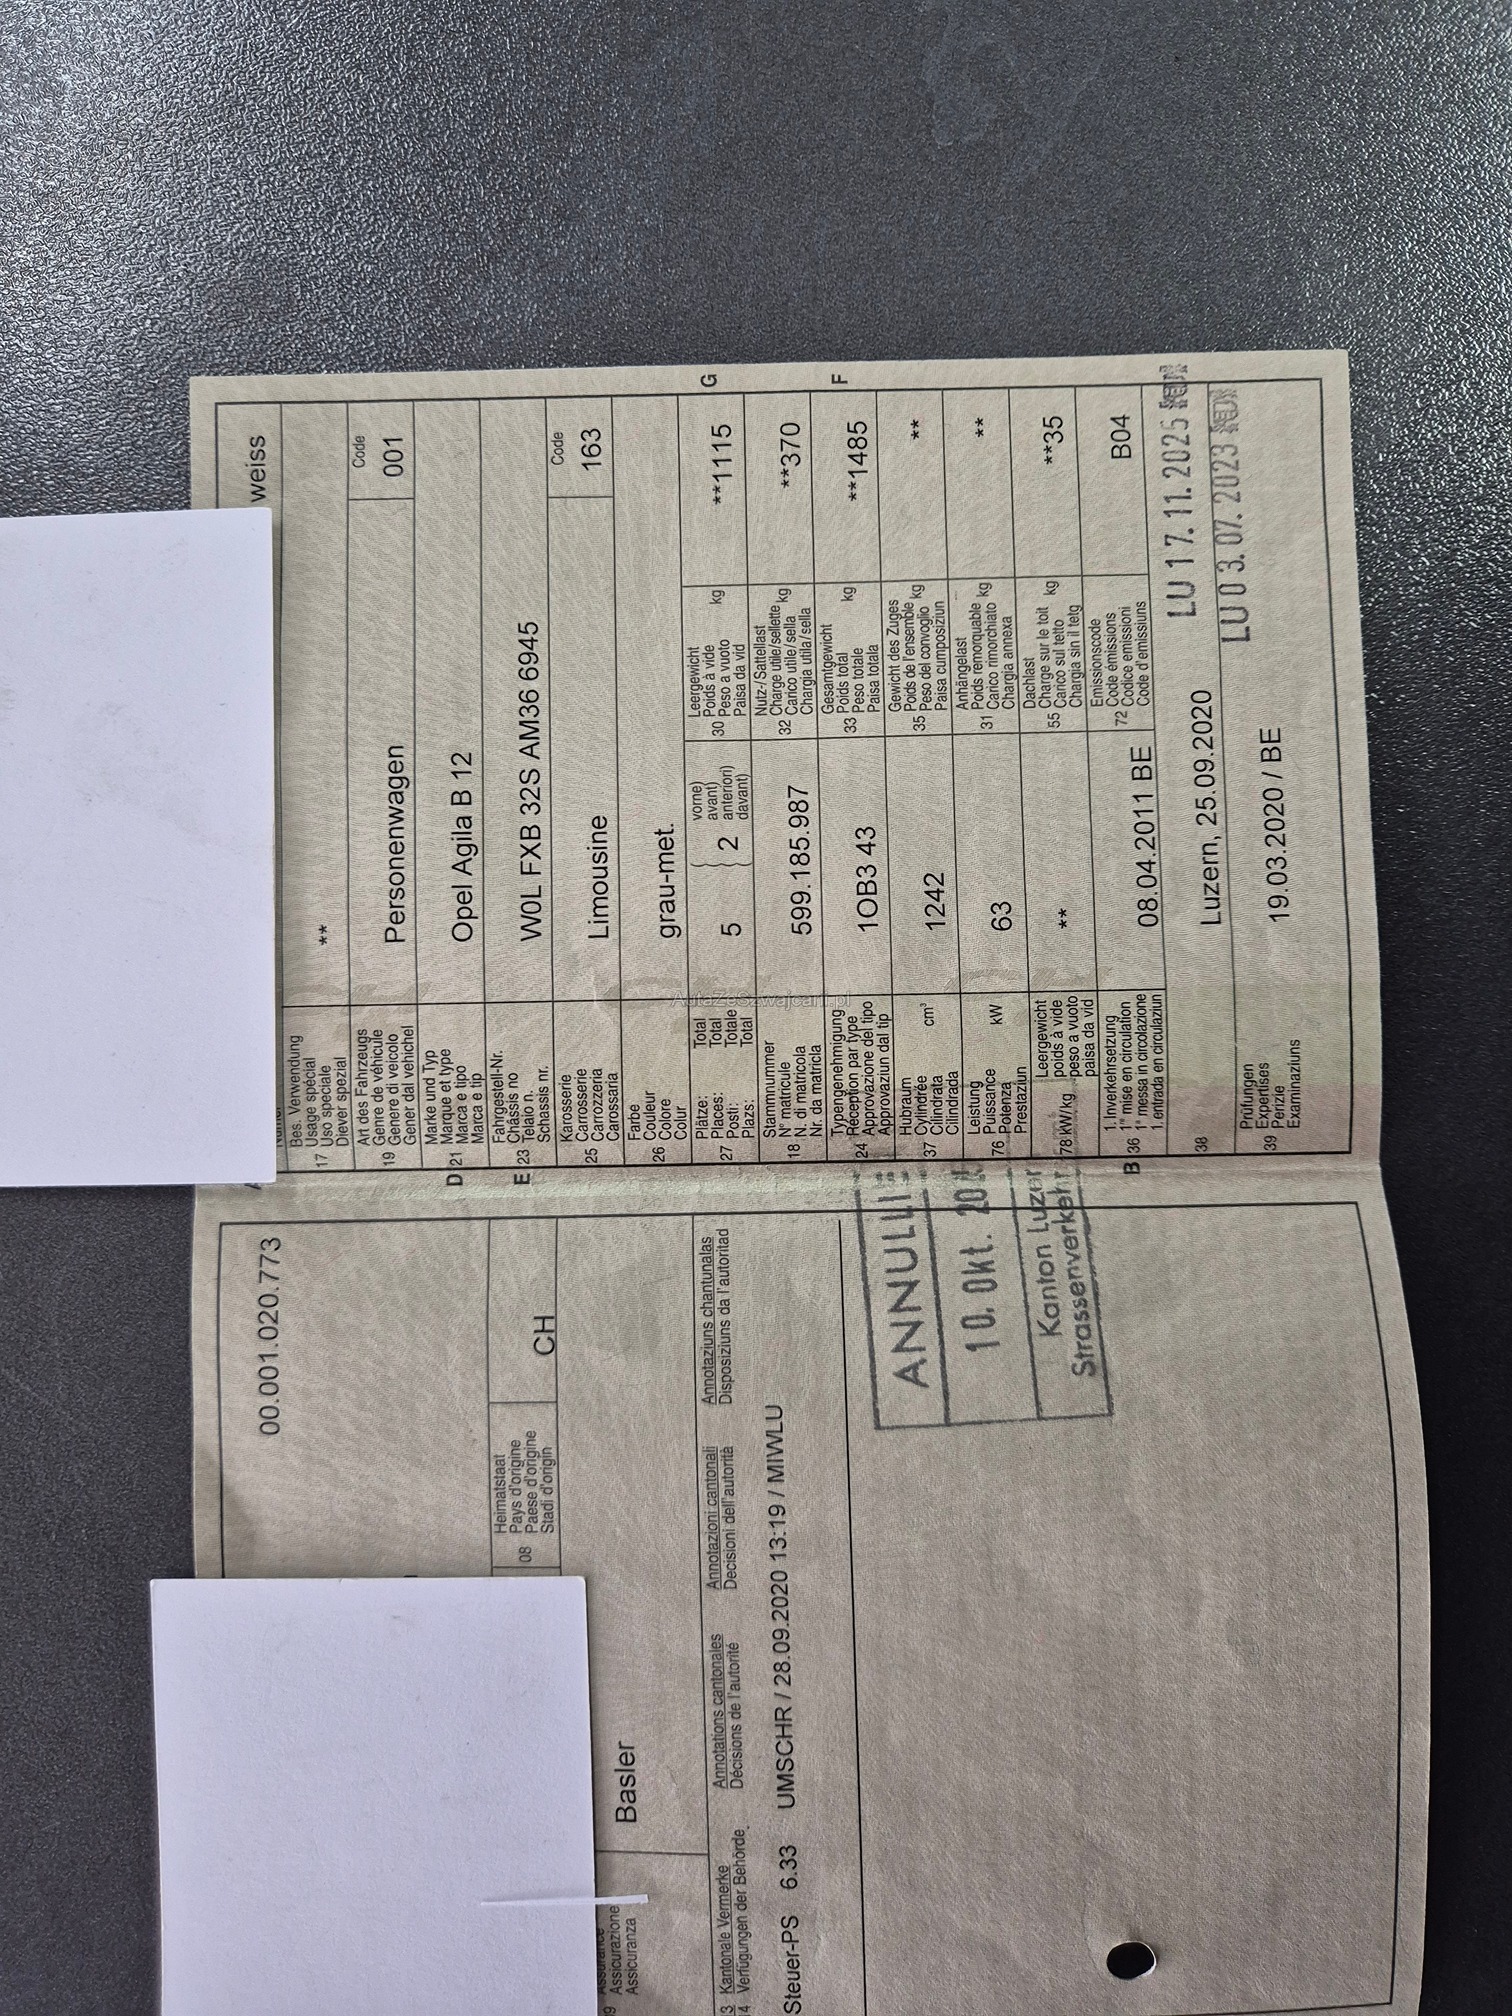 00.001.020.773
Heimatstaat
Pays d'origine
08 Paese d'origine
Stadi d'origin
CH
Assicurazione
Assicuranza
Basler
Kantonale Vermerke Annotations cantonales Annotazioni cantonali Annotaziuns chantunalas
14 Verfügungen der Behörde Décisions de l'autorité Decisioni dell'autorità Disposiziuns da l'autoritad
Steuer-PS 6.33 UMSCHR / 28.09.2020 13:19 / MIWLU
10. Okt.
Kanton
Strassenverkehr
weiss
Bes. Verwendung
Usage spécial
17 Uso speciale
Diever spezial
**
Art des Fahrzeugs
Genre de véhicule
19 Genere di veicolo
Gener dal vehichel
Personenwagen
Code
001
Marke und Typ
Marque et type
D 21 Marca e tipo
Marca e tip
Opel Agila B 12
Fahrgestell-Nr.
Châssis no
E 23 Telaio n.
Schassis nr.
W0L FXB 32S AM36 6945
Karosserie
Carrosserie
25 Carrozzeria
Carossaria
Limousine
Code
163
Farbe
Couleur
26 Colore
Colur
grau-met.
Plätze: Total
27 Places: Total
Posti: Totale
Plazs: Total
5 2
vorne)
avant)
anteriori)
davant)
Leergewicht
Poids à vide
30 Peso a vuoto
Paisa da vid
kg
**1115
G
Stammnummer
N° matricule
18 N. di matricola
Nr. da matricla
599.185.987
Nutz-/Sattellast
Charge utile/sellette
32 Carico utile/sella
Chargia utila/sella
kg
**370
Typengenehmigung
24 Réception par type
Approvazione del tipo
Approvaziun dal tip
1OB3 43
Gesamtgewicht
33 Poids total
Peso totale
Paisa totala
kg
**1485
F
Hubraum
37 Cylindrée
Cilindrata
Cilindrada
cm³
1242
Gewicht des Zuges
Poids de l'ensemble
35 Peso del convoglio
Paisa cumposiziun
kg
**
Leistung
Puissance
76 Potenza
Prestaziun
kW
63
Anhängelast
Poids remorquable
31 Carico rimorchiato
Chargia annexa
kg
**
78 kW/kg
Leergewicht
poids à vide
peso a vuoto
paisa da vid
**
Dachlast
Charge sur le toit
55 Carico sul tetto
Chargia sin il tetg
kg
**35
1. Inverkehrsetzung
B 36 1re mise en circulation
1a messa in circolazione
1. entrada en circulaziun
08.04.2011 BE
Emissionscode
Code émissions
72 Codice emissioni
Code d'emissiuns
B04
38
Luzern, 25.09.2020
LU 17. 11. 2025
LU 0 3. 07. 2023
Prüfungen
Expertises
39 Perizie
Examinaziuns
19.03.2020 / BE
AutaZeSzwajcarii.pl